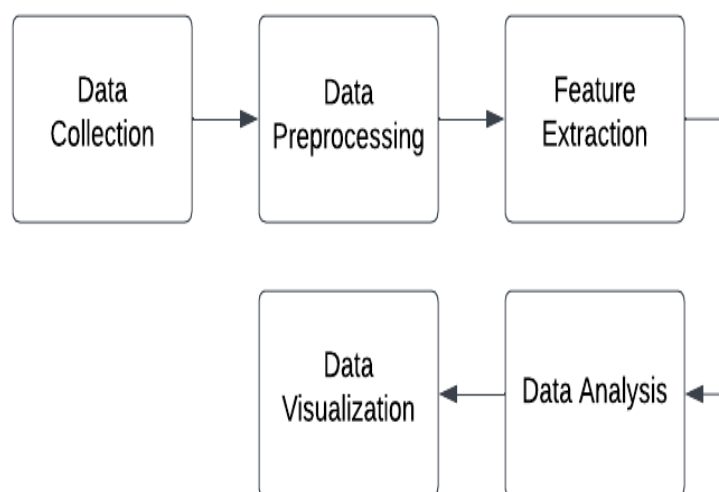 Data
Collection
Data
Preprocessing
Feature
Extraction
Data Analysis
Data
Visualization